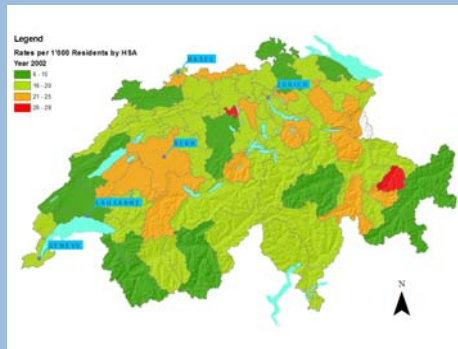 Legend
Rates per 1'000 Residents by HSA
Year 2002
6 - 15
16 - 20
21 - 25
26 - 28
BASEL
ZURICH
BERN
LAUSANNE
GENEVE
N